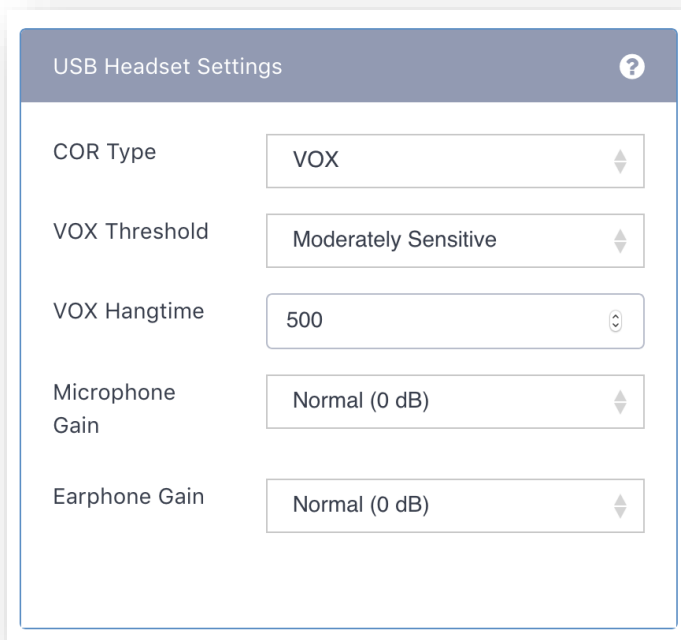 USB Headset Settings ?
COR Type
VOX
VOX Threshold
Moderately Sensitive
VOX Hangtime
500
Microphone
Gain
Normal (0 dB)
Earphone Gain
Normal (0 dB)